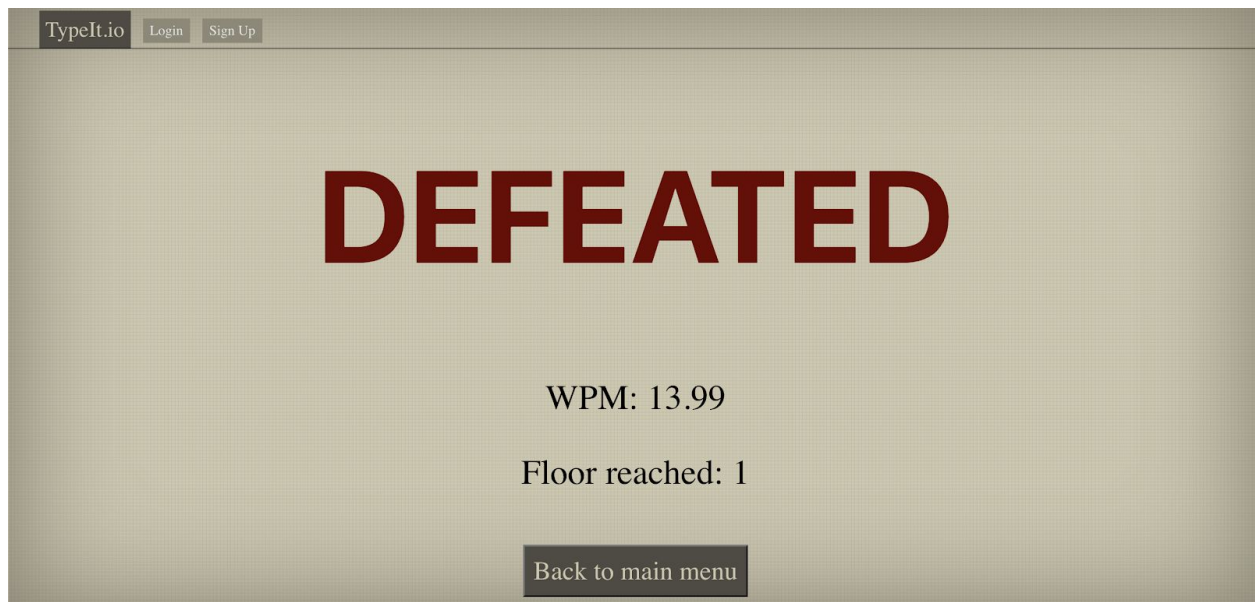 TypeIt.io Login Sign Up
DEFEATED
WPM: 13.99
Floor reached: 1
Back to main menu